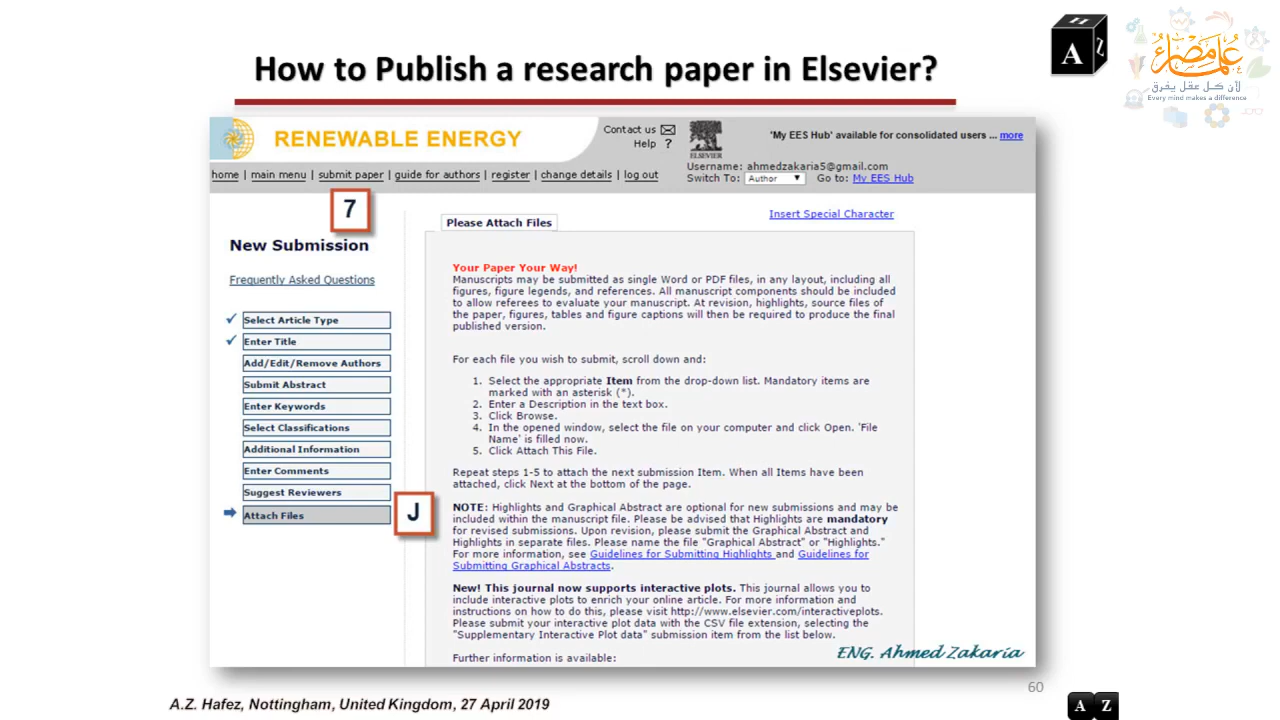 How to Publish a research paper in Elsevier?
H
A
Z
علماء مصر
لأن كل عقل يفرق
Every mind makes a difference
RENEWABLE ENERGY
Contact us
Help ?
ELSEVIER
'My EES Hub' available for consolidated users ... more
Username: ahmedzakaria5@gmail.com
Switch To: Author Go to: My EES Hub
home | main menu | submit paper | guide for authors | register | change details | log out
7
New Submission
Frequently Asked Questions
Select Article Type
Enter Title
Add/Edit/Remove Authors
Submit Abstract
Enter Keywords
Select Classifications
Additional Information
Enter Comments
Suggest Reviewers
Attach Files
J
Please Attach Files
Insert Special Character
Your Paper Your Way!
Manuscripts may be submitted as single Word or PDF files, in any layout, including all
figures, figure legends, and references. All manuscript components should be included
to allow referees to evaluate your manuscript. At revision, highlights, source files of
the paper, figures, tables and figure captions will then be required to produce the final
published version.
For each file you wish to submit, scroll down and:
1. Select the appropriate Item from the drop-down list. Mandatory items are
marked with an asterisk (*).
2. Enter a Description in the text box.
3. Click Browse.
4. In the opened window, select the file on your computer and click Open. 'File
Name' is filled now.
5. Click Attach This File.
Repeat steps 1-5 to attach the next submission Item. When all Items have been
attached, click Next at the bottom of the page.
NOTE: Highlights and Graphical Abstract are optional for new submissions and may be
included within the manuscript file. Please be advised that Highlights are mandatory
for revised submissions. Upon revision, please submit the Graphical Abstract and
Highlights in separate files. Please name the file "Graphical Abstract" or "Highlights."
For more information, see Guidelines for Submitting Highlights and Guidelines for
Submitting Graphical Abstracts.
New! This journal now supports interactive plots. This journal allows you to
include interactive plots to enrich your online article. For more information and
instructions on how to do this, please visit http://www.elsevier.com/interactiveplots.
Please submit your interactive plot data with the CSV file extension, selecting the
"Supplementary Interactive Plot data" submission item from the list below.
Further information is available:
ENG. Ahmed Zakaria
60
A.Z. Hafez, Nottingham, United Kingdom, 27 April 2019
A Z